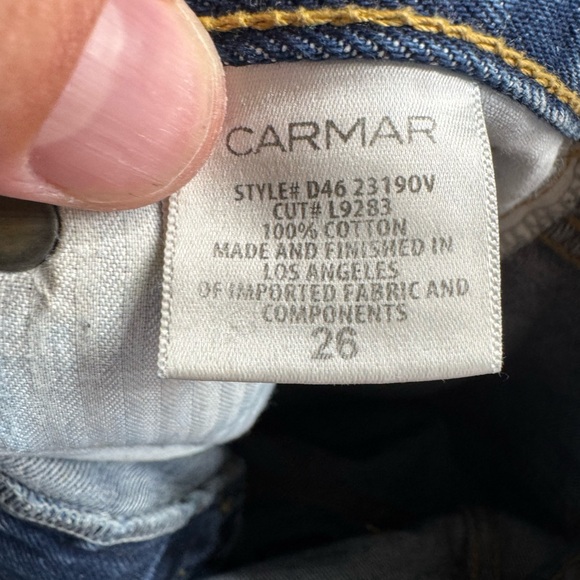 CARMAR
STYLE# D46 2319OV
CUT# L9283
100% COTTON
MADE AND FINISHED IN
LOS ANGELES
OF IMPORTED FABRIC AND
COMPONENTS
26